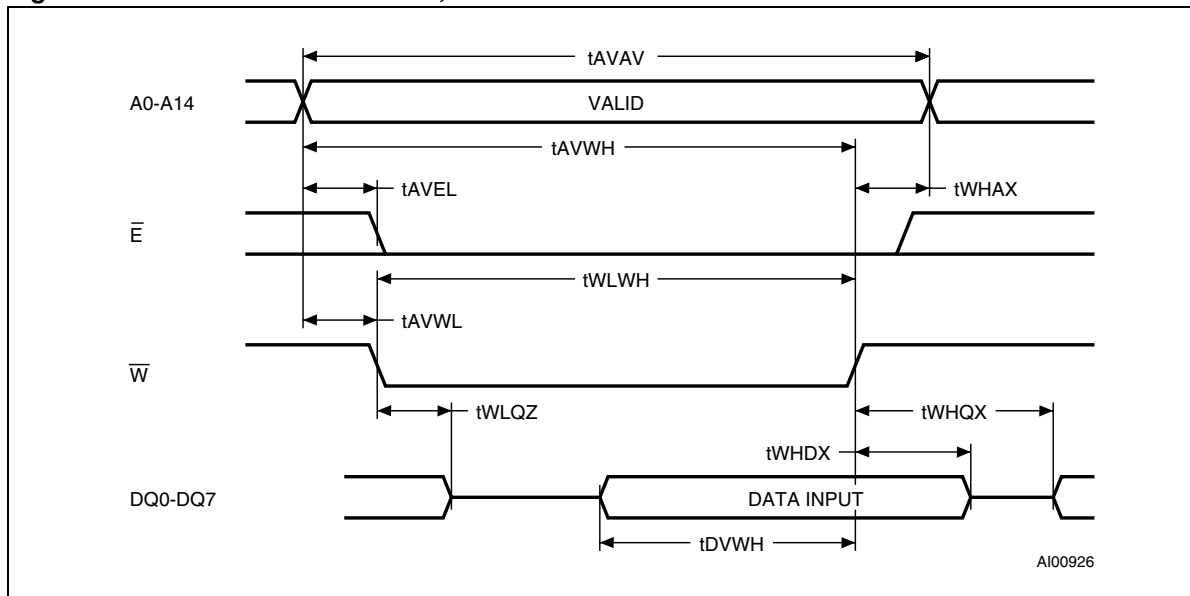 tAVAV
A0-A14
VALID
tAVWH
tAVEL
tWHAX
E̅
tWLWH
tAVWL
W̅
tWLQZ
tWHQX
tWHDX
DQ0-DQ7
DATA INPUT
tDVWH
AI00926